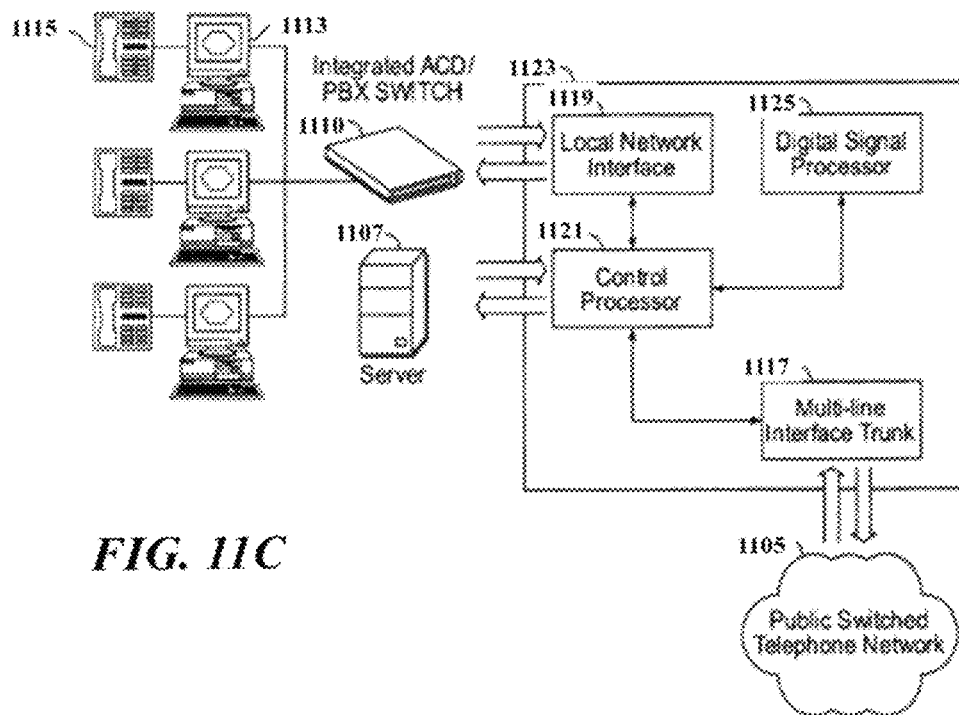 1115
1113
Integrated ACD/
PBX SWITCH
1110
1107
Server
1123
1119
Local Network
Interface
1125
Digital Signal
Processor
1121
Control
Processor
1117
Multi-line
Interface Trunk
1105
Public Switched
Telephone Network
FIG. 11C